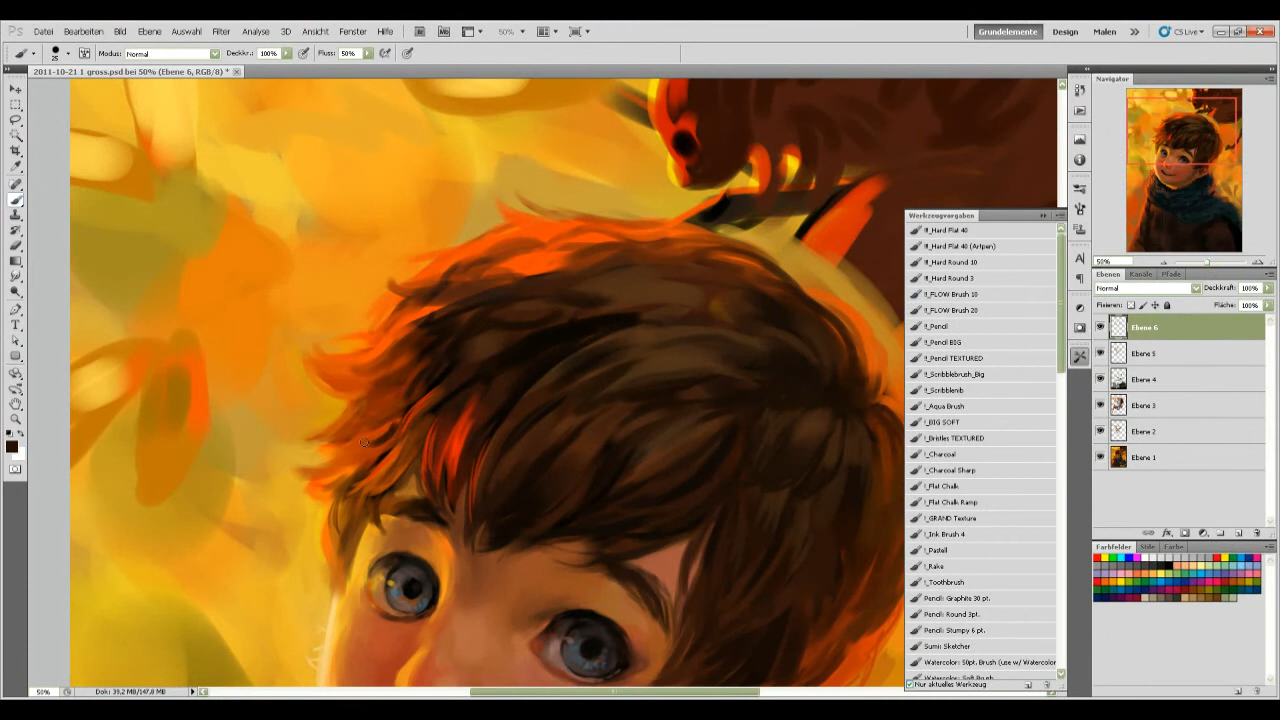 Ps Datei Bearbeiten Bild Ebene Auswahl Filter Analyse 3D Ansicht Fenster Hilfe Br Mb 50% Grundelemente Design Malen CS Live
25 Modus: Normal Deckkr.: 100% Fluss: 50%
2011-10-21 1 gross.psd bei 50% (Ebene 6, RGB/8) *
Navigator
50%
Werkzeugvorgaben
!!!_Hard Flat 40
!!!_Hard Flat 40 (Artpen)
!!!_Hard Round 10
!!!_Hard Round 3
!!_FLOW Brush 10
!!_FLOW Brush 20
!!_Pencil
!!_Pencil BIG
!!_Pencil TEXTURED
!!_Scribblebrush_Big
!!_Scribblenib
!_Aqua Brush
!_BIG SOFT
!_Bristles TEXTURED
!_Charcoal
!_Charcoal Sharp
!_Flat Chalk
!_Flat Chalk Ramp
!_GRAND Texture
!_Ink Brush 4
!_Pastell
!_Rake
!_Toothbrush
Pencil: Graphite 30 pt.
Pencil: Round 3pt.
Pencil: Stumpy 6 pt.
Sumi: Sketcher
Watercolor: 50pt. Brush (use w/ Watercolor
Watercolor: Soft Brush
Nur aktuelles Werkzeug
Ebenen Kanäle Pfade
Normal Deckkraft: 100%
Fixieren: Fläche: 100%
Ebene 6
Ebene 5
Ebene 4
Ebene 3
Ebene 2
Ebene 1
Farbfelder Stile Farbe
50% Dok: 39,2 MB/147,8 MB